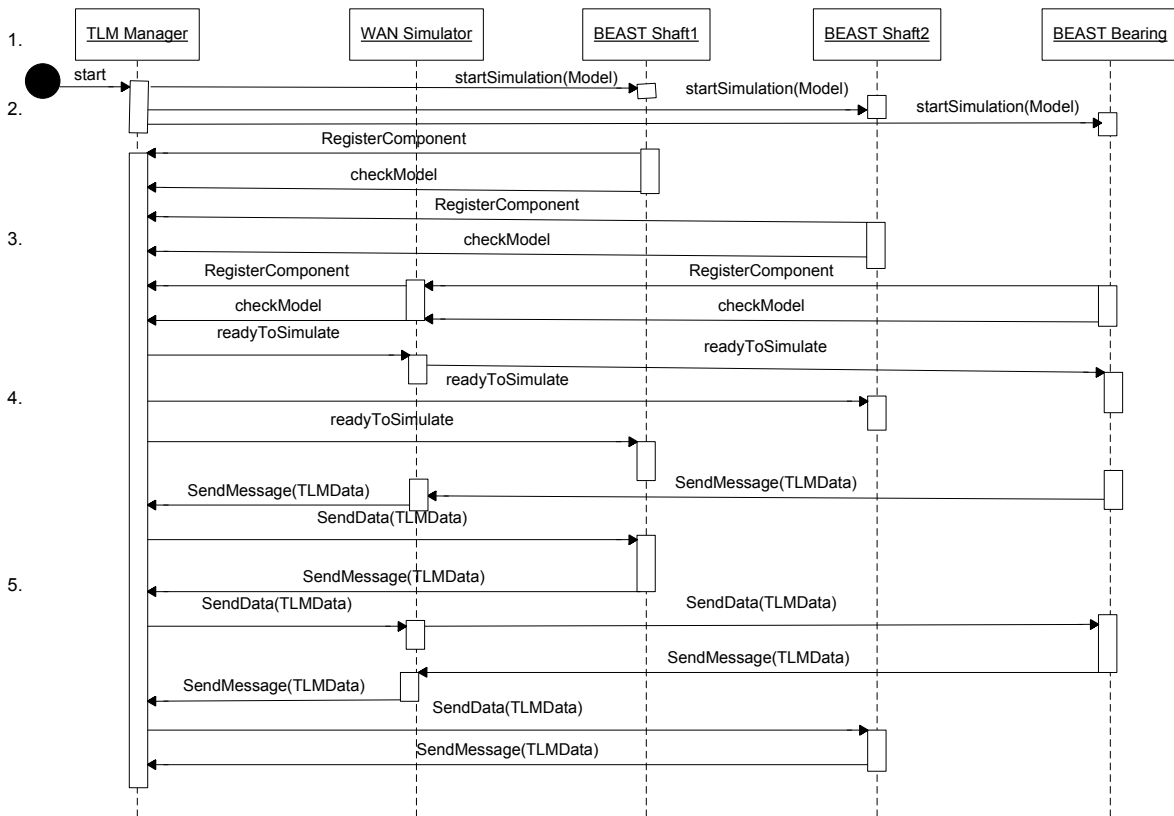 TLM Manager
WAN Simulator
BEAST Shaft1
BEAST Shaft2
BEAST Bearing
1.
start
startSimulation(Model)
startSimulation(Model)
2.
startSimulation(Model)
RegisterComponent
checkModel
RegisterComponent
3.
checkModel
RegisterComponent
RegisterComponent
checkModel
checkModel
readyToSimulate
readyToSimulate
readyToSimulate
4.
readyToSimulate
SendMessage(TLMData)
SendMessage(TLMData)
SendData(TLMData)
SendMessage(TLMData)
5.
SendData(TLMData)
SendData(TLMData)
SendMessage(TLMData)
SendMessage(TLMData)
SendData(TLMData)
SendMessage(TLMData)